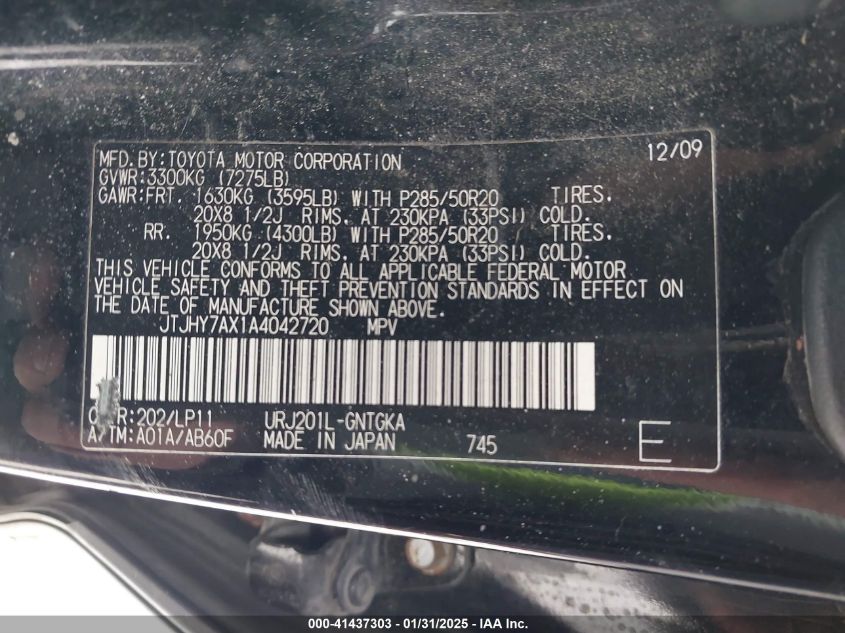 MFD.BY:TOYOTA MOTOR CORPORATION 12/09
GVWR:3300KG (7275LB)
GAWR:FRT. 1630KG (3595LB) WITH P285/50R20 TIRES.
20X8 1/2J RIMS. AT 230KPA (33PSI) COLD.
RR. 1950KG (4300LB) WITH P285/50R20 TIRES.
20X8 1/2J RIMS. AT 230KPA (33PSI) COLD.
THIS VEHICLE CONFORMS TO ALL APPLICABLE FEDERAL MOTOR
VEHICLE SAFETY AND THEFT PREVENTION STANDARDS IN EFFECT ON
THE DATE OF MANUFACTURE SHOWN ABOVE.
JTJHY7AX1A4042720 MPV
:202/LP11 URJ201L-GNTGKA
A/TM:A01A/AB60F MADE IN JAPAN 745 E
000-41437303 - 01/31/2025 - IAA Inc.